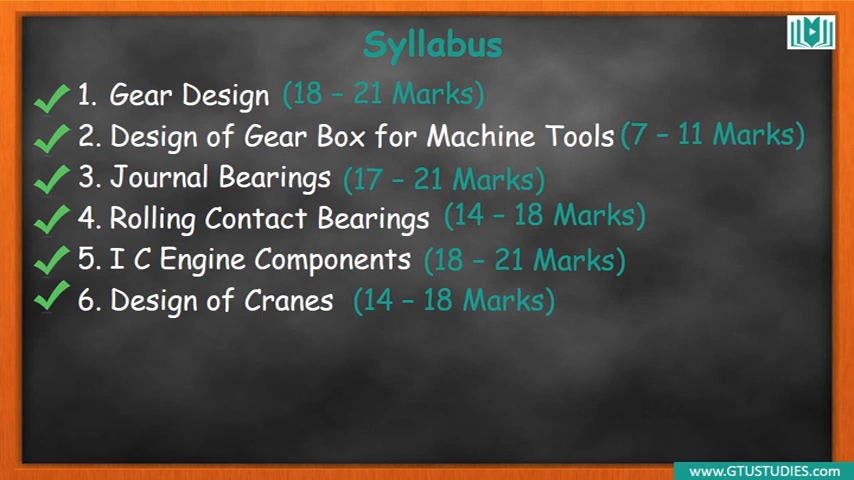 Syllabus
1. Gear Design (18 – 21 Marks)
2. Design of Gear Box for Machine Tools (7 – 11 Marks)
3. Journal Bearings (17 – 21 Marks)
4. Rolling Contact Bearings (14 – 18 Marks)
5. I C Engine Components (18 – 21 Marks)
6. Design of Cranes (14 – 18 Marks)
www.GTUSTUDIES.com